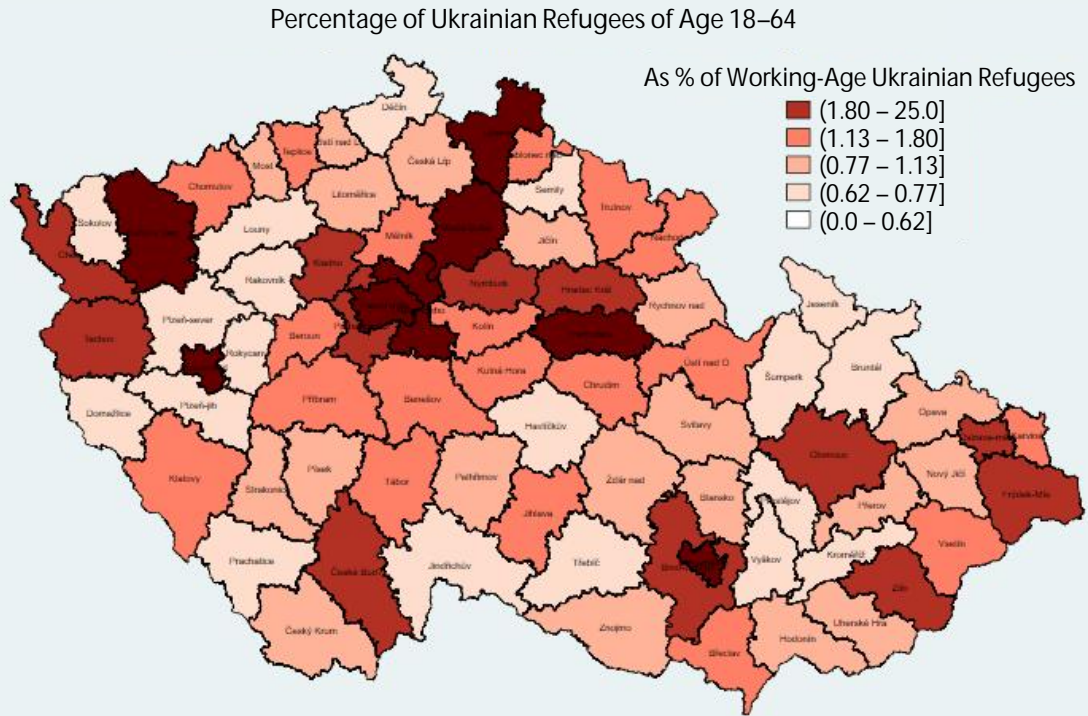 Percentage of Ukrainian Refugees of Age 18–64
As % of Working-Age Ukrainian Refugees
(1.80 – 25.0]
(1.13 – 1.80]
(0.77 – 1.13]
(0.62 – 0.77]
(0.0 – 0.62]
Děčín
Teplice
Most
Česká Líp
Chomutov
Semily
Litoměřice
Trutnov
Sokolov
Louny
Mělník
Jičín
Náchod
Kladno
Rakovník
Nymburk
Hradec Král
Rychnov nad
Jeseník
Plzeň-sever
Kolín
Beroun
Tachov
Rokycany
Ústí nad O
Kutná Hora
Chrudim
Šumperk
Bruntál
Příbram
Benešov
Domažlice
Plzeň-jih
Opava
Havlíčkův
Svitavy
Olomouc
Karviná
Klatovy
Písek
Tábor
Pelhřimov
Žďár nad
Nový Jičí
Strakonic
Blansko
Přerov
Frýdek-Mís
Jihlava
Vsetín
Prachatice
Kroměříž
Třebíč
Vyškov
České Bud
Jindřichův
Zlín
Uherské Hra
Český Krum
Znojmo
Hodonín
Břeclav